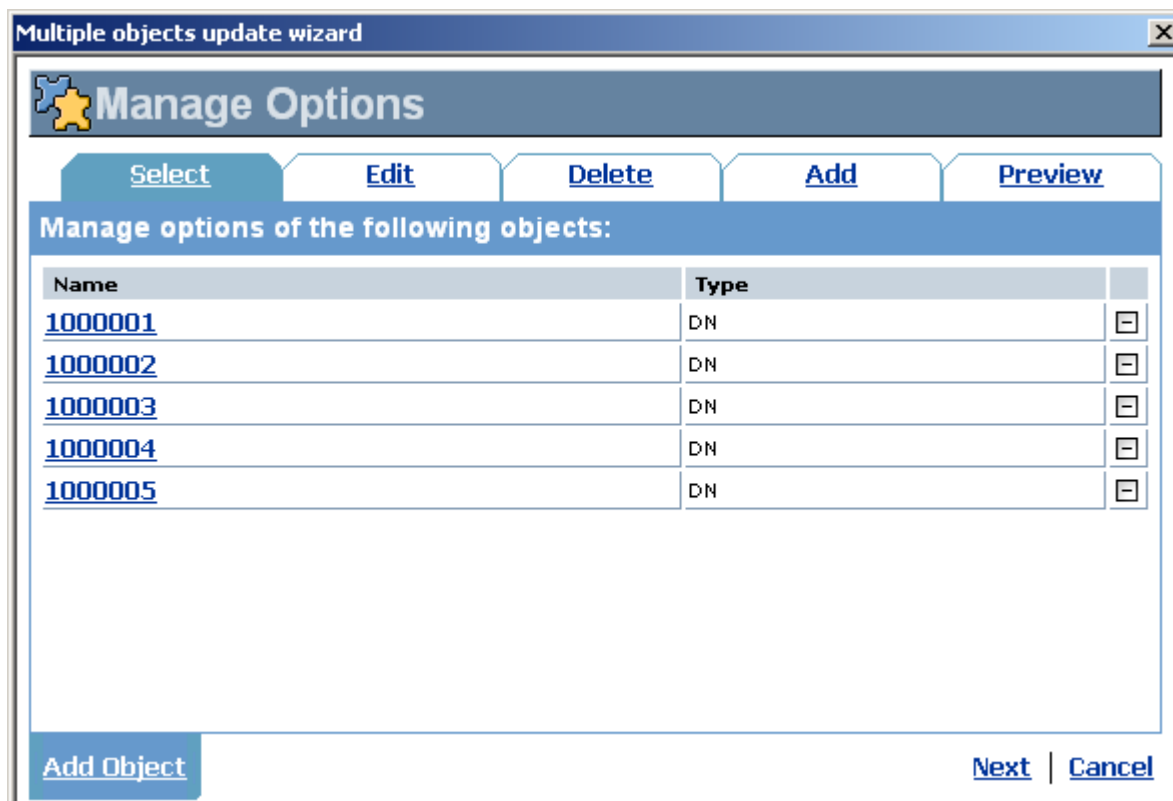 Multiple objects update wizard
Manage Options
Select Edit Delete Add Preview
Manage options of the following objects:
Name Type
1000001 DN
1000002 DN
1000003 DN
1000004 DN
1000005 DN
Add Object Next | Cancel